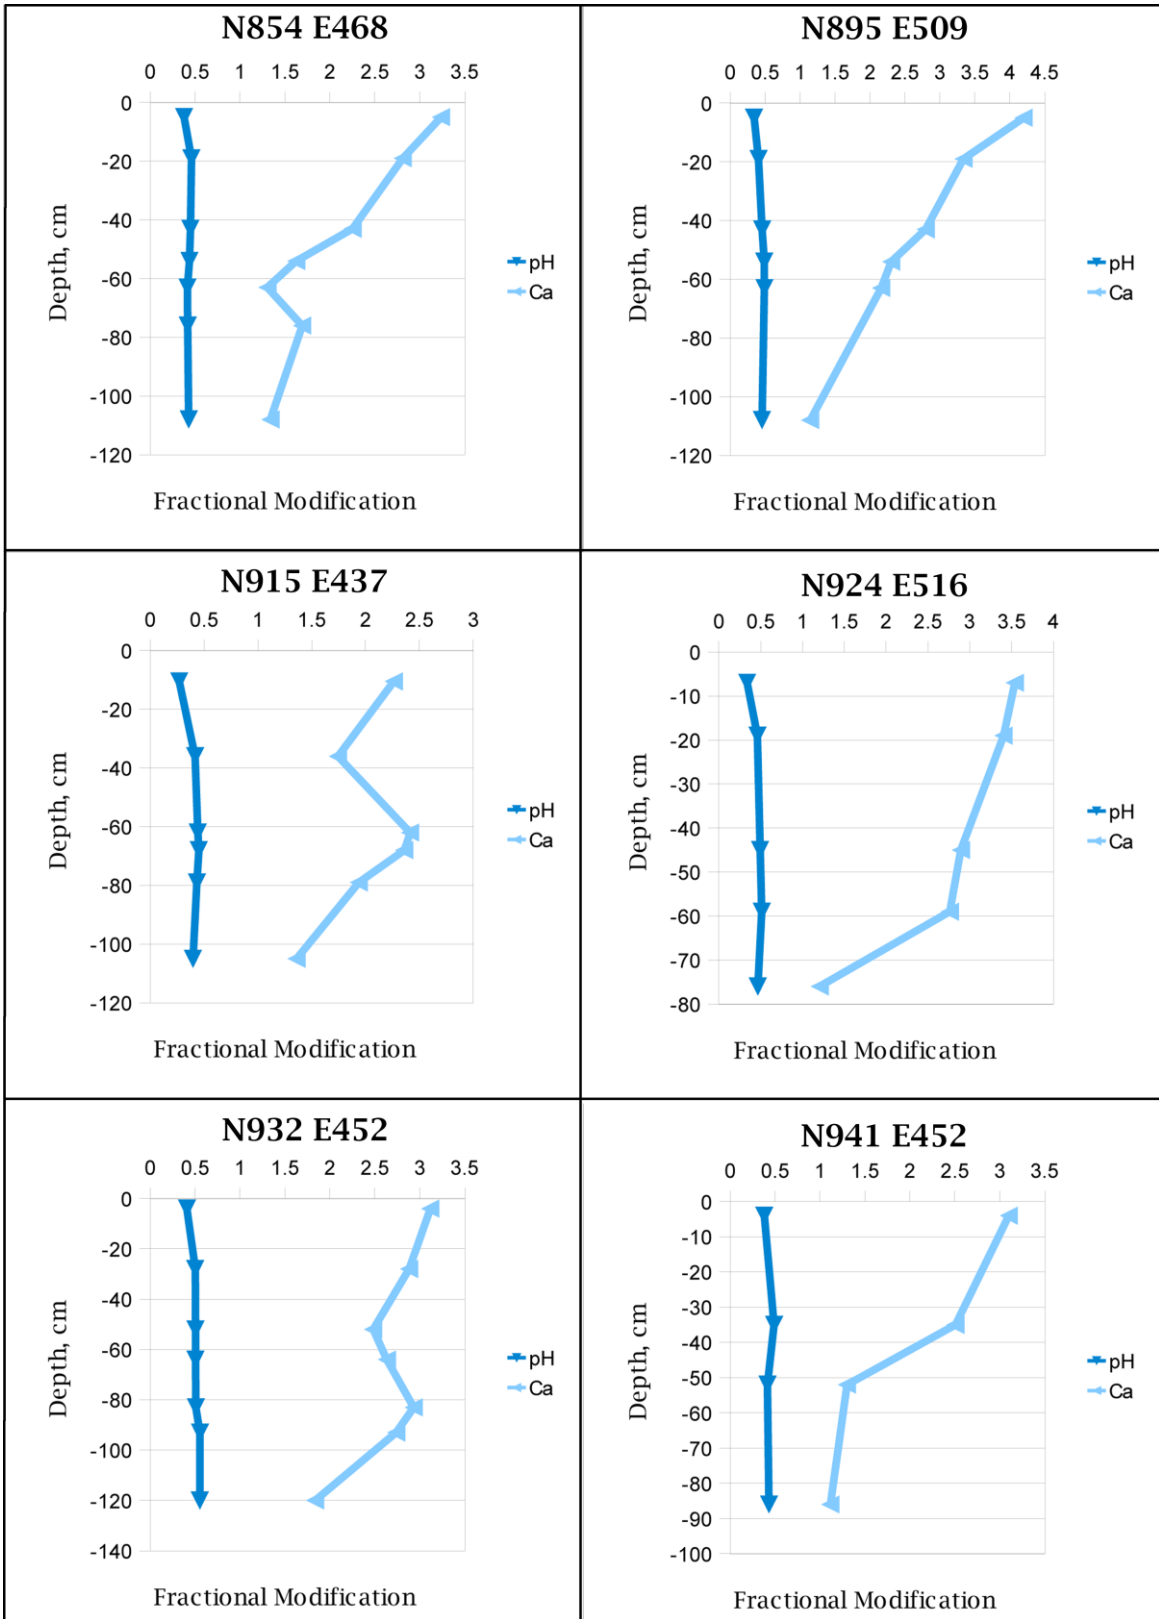 N854 E468
0 0.5 1 1.5 2 2.5 3 3.5
0
-20
-40
-60
-80
-100
-120
Depth, cm
pH
Ca
Fractional Modification
N895 E509
0 0.5 1 1.5 2 2.5 3 3.5 4 4.5
0
-20
-40
-60
-80
-100
-120
Depth, cm
pH
Ca
Fractional Modification
N915 E437
0 0.5 1 1.5 2 2.5 3
0
-20
-40
-60
-80
-100
-120
Depth, cm
pH
Ca
Fractional Modification
N924 E516
0 0.5 1 1.5 2 2.5 3 3.5 4
0
-10
-20
-30
-40
-50
-60
-70
-80
Depth, cm
pH
Ca
Fractional Modification
N932 E452
0 0.5 1 1.5 2 2.5 3 3.5
0
-20
-40
-60
-80
-100
-120
-140
Depth, cm
pH
Ca
Fractional Modification
N941 E452
0 0.5 1 1.5 2 2.5 3 3.5
0
-10
-20
-30
-40
-50
-60
-70
-80
-90
-100
Depth, cm
pH
Ca
Fractional Modification